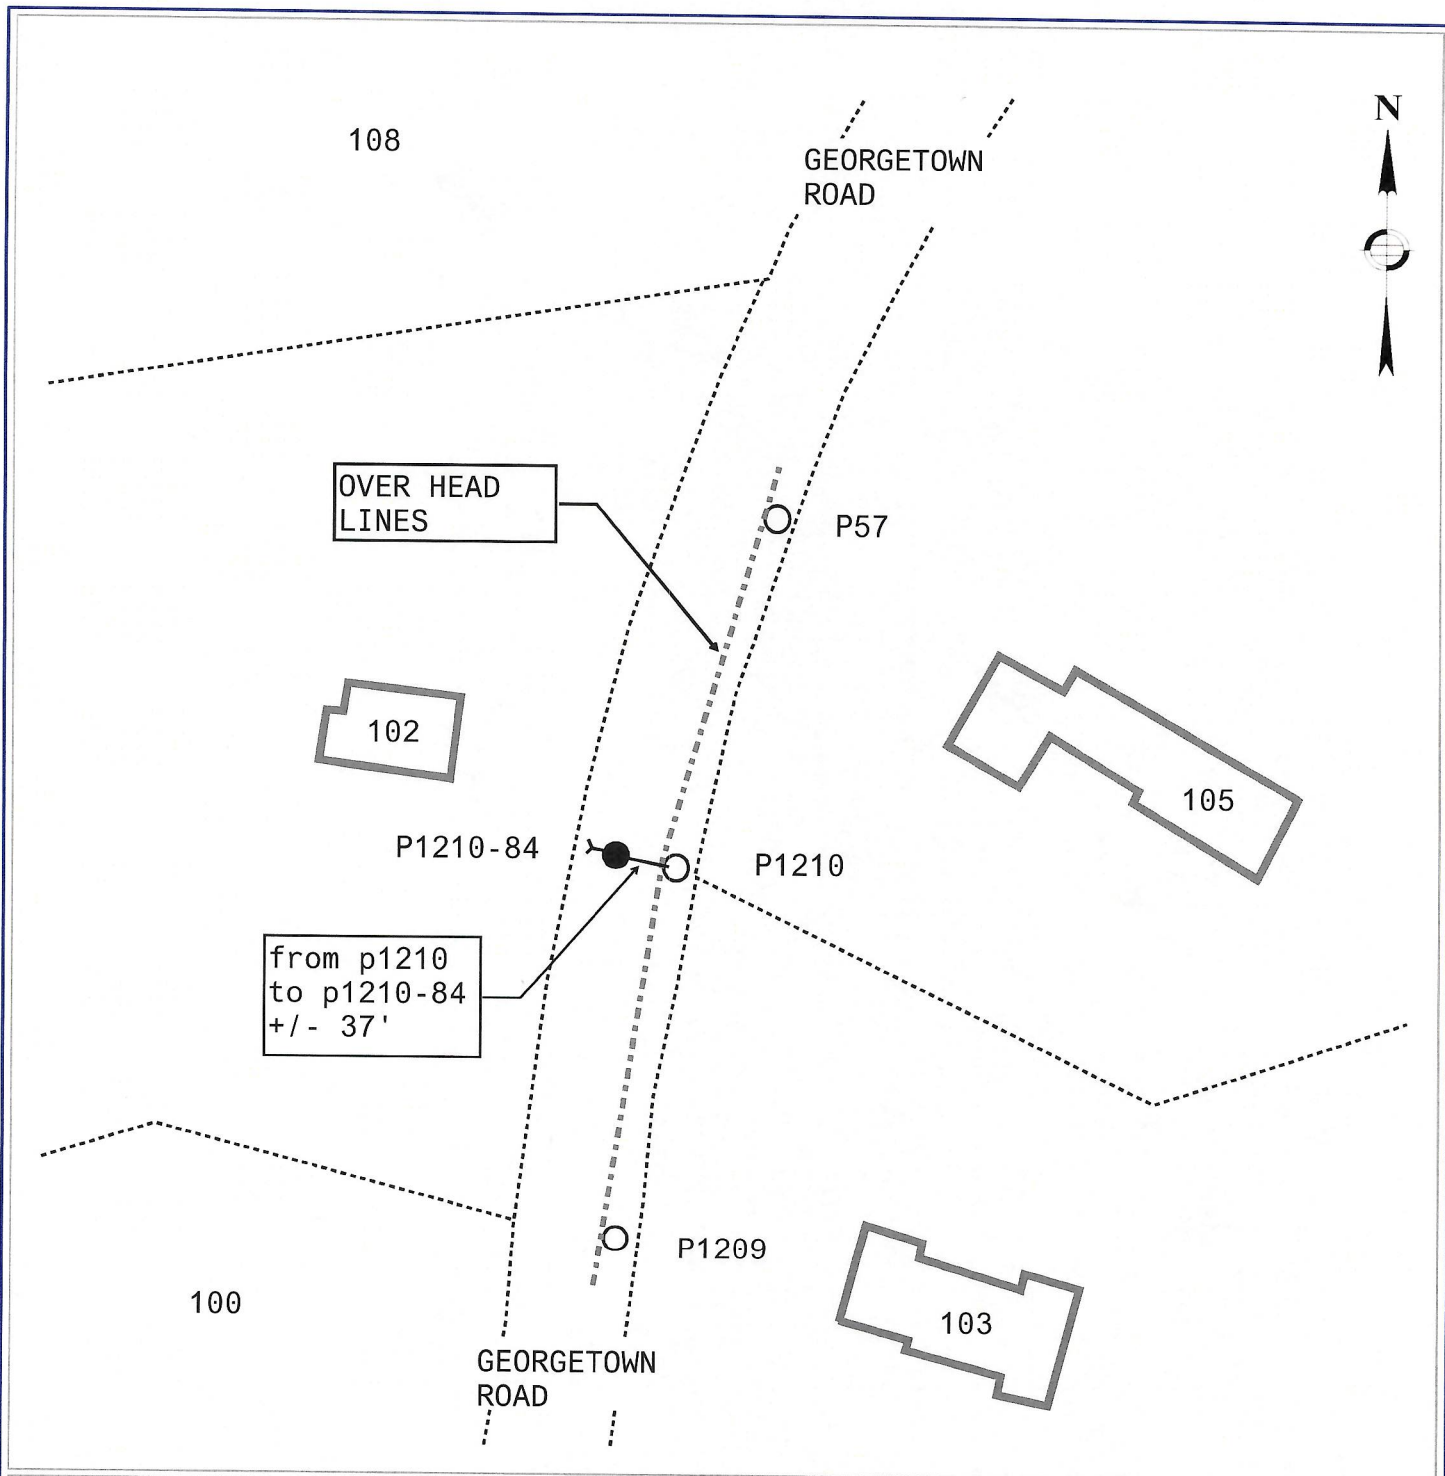 108
GEORGETOWN
ROAD
N
OVER HEAD
LINES
P57
102
105
P1210-84
P1210
from p1210
to p1210-84
+/- 37'
P1209
100
103
GEORGETOWN
ROAD